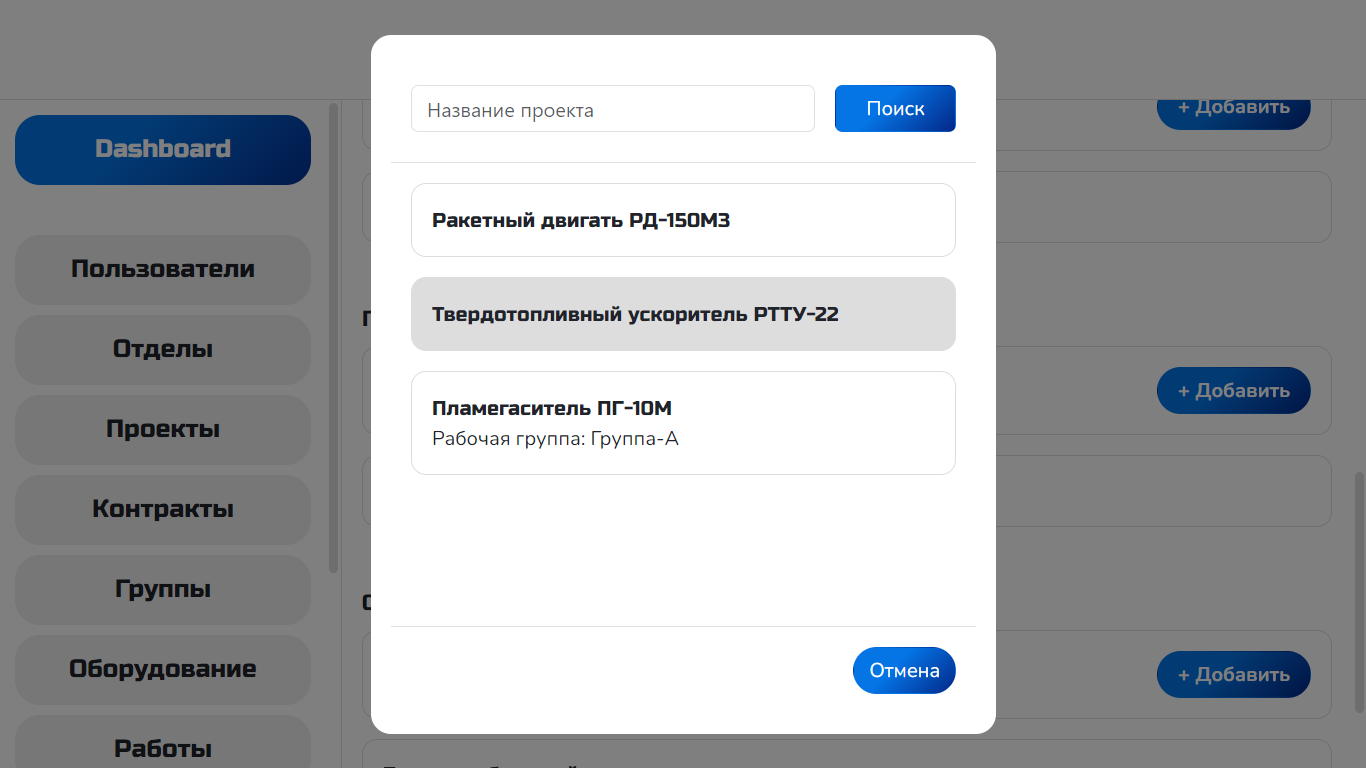 Название проекта
Поиск
+ Добавить
Dashboard
Ракетный двигать РД-150М3
Пользователи
Твердотопливный ускоритель РТТУ-22
Отделы
+ Добавить
Пламегаситель ПГ-10М
Проекты
Рабочая группа: Группа-А
Контракты
Группы
Оборудование
Отмена
+ Добавить
Работы